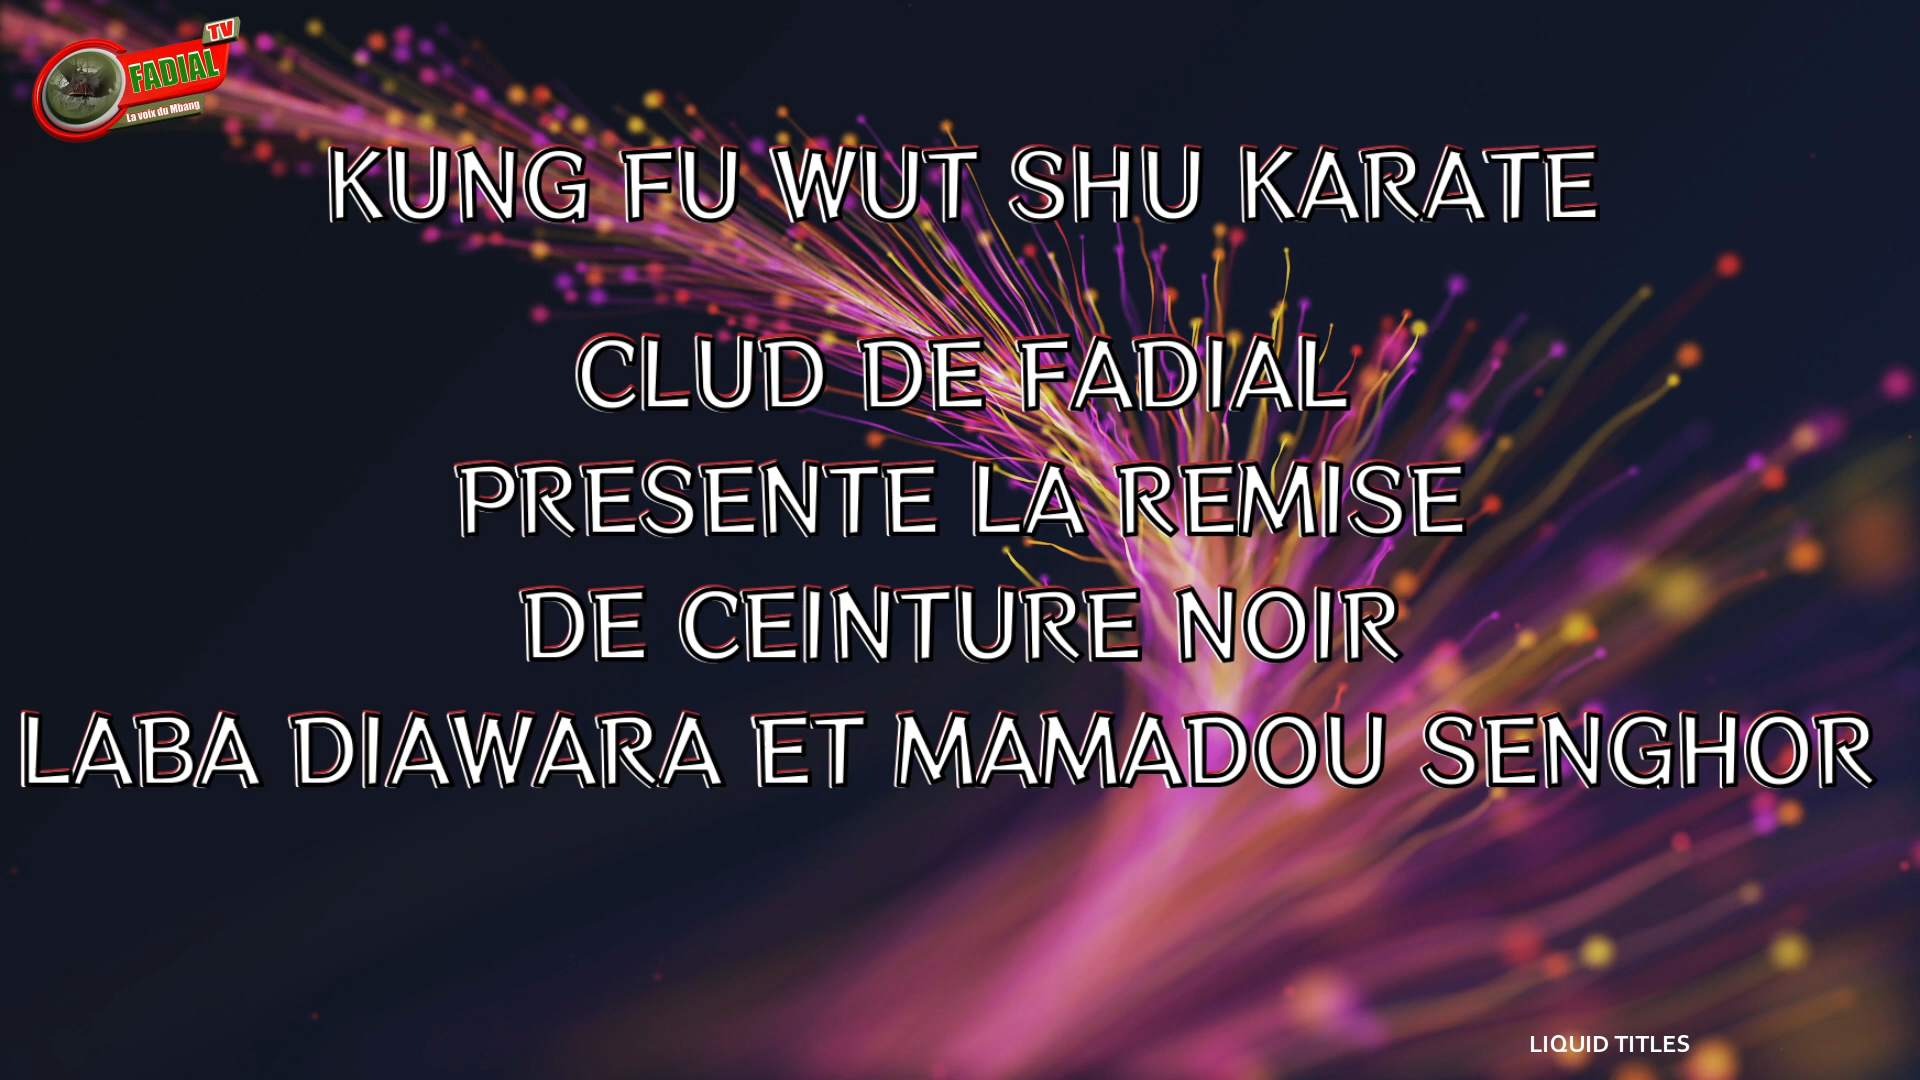 TV
FADIAL
La voix du Mbang
KUNG FU WUT SHU KARATE
CLUD DE FADIAL
PRESENTE LA REMISE
DE CEINTURE NOIR
LABA DIAWARA ET MAMADOU SENGHOR
LIQUID TITLES